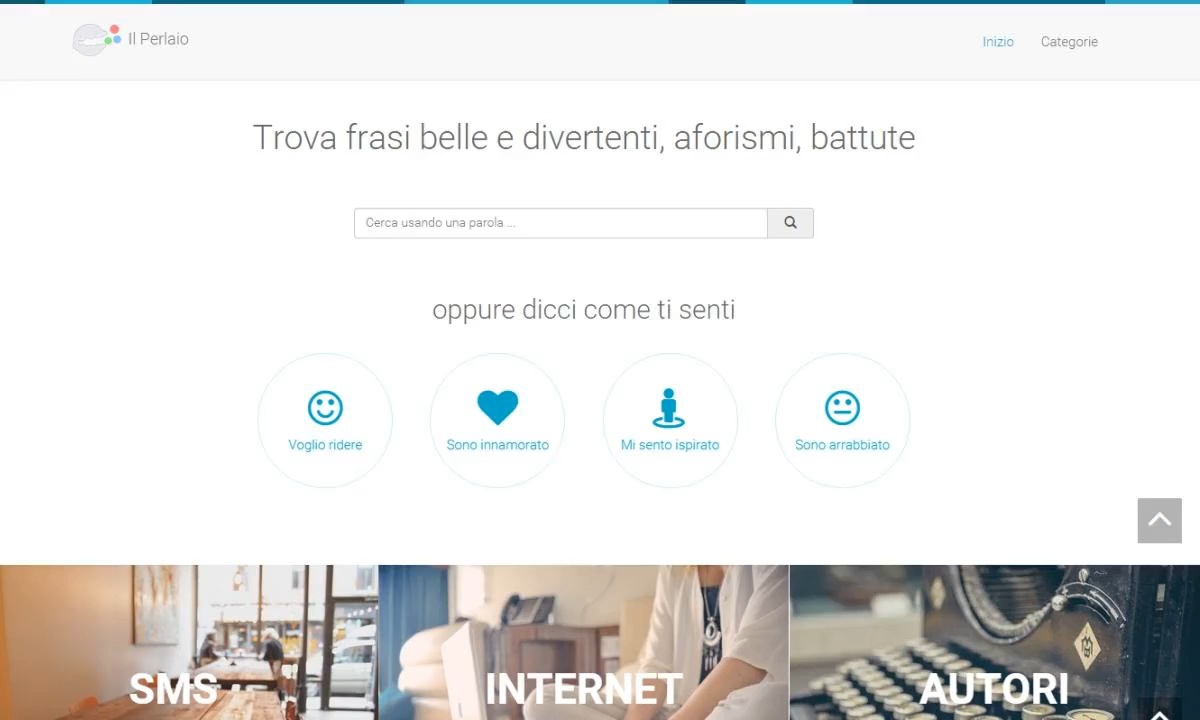 Il Perlaio
Inizio
Categorie
Trova frasi belle e divertenti, aforismi, battute
Cerca usando una parola ...
oppure dicci come ti senti
Voglio ridere
Sono innamorato
Mi sento ispirato
Sono arrabbiato
SMS
INTERNET
AUTORI